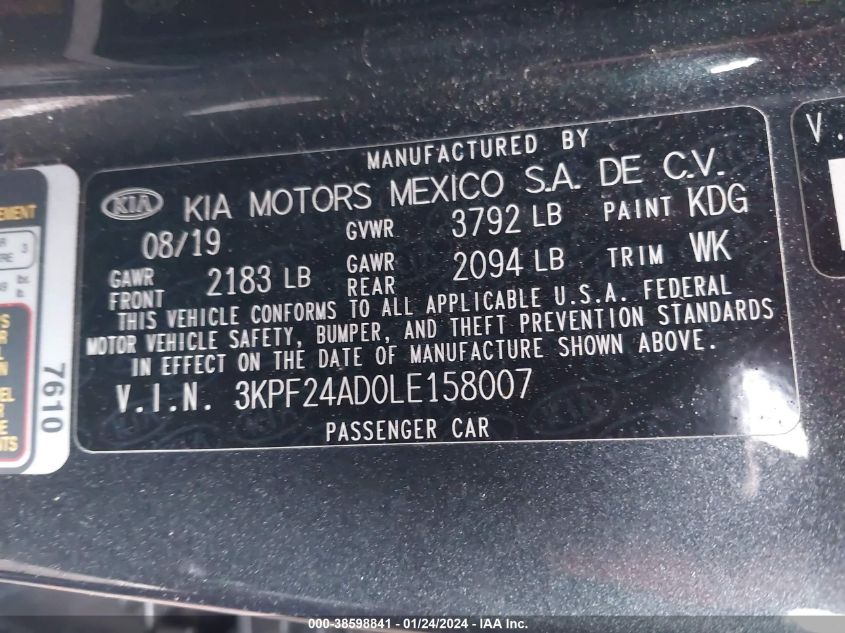 MANUFACTURED BY
KIA KIA MOTORS MEXICO S.A. DE C.V.
08/19 GVWR 3792 LB PAINT KDG
GAWR FRONT 2183 LB GAWR REAR 2094 LB TRIM WK
THIS VEHICLE CONFORMS TO ALL APPLICABLE U.S.A. FEDERAL
MOTOR VEHICLE SAFETY, BUMPER, AND THEFT PREVENTION STANDARDS
IN EFFECT ON THE DATE OF MANUFACTURE SHOWN ABOVE.
V.I.N. 3KPF24AD0LE158007
PASSENGER CAR
7610
V.
000-38598841 / 01/24/2024 - IAA, Inc.